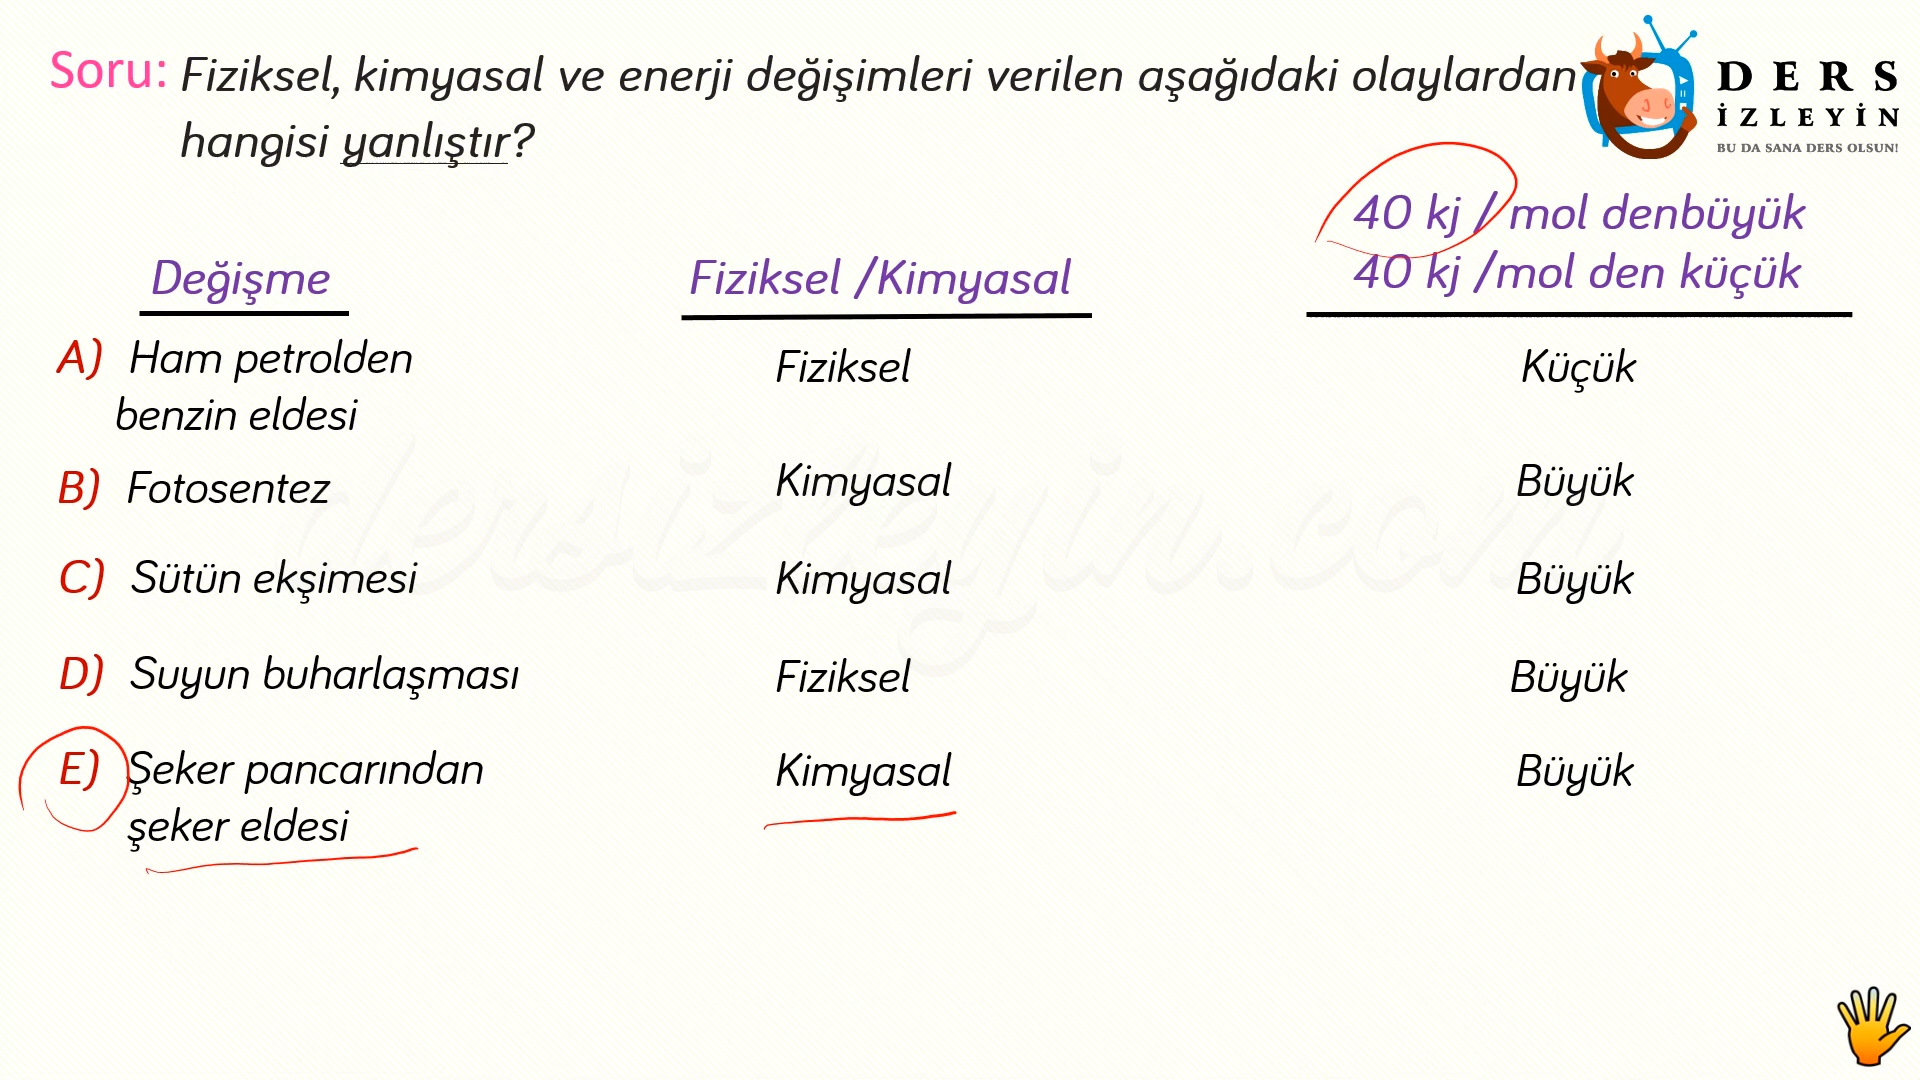 Soru: Fiziksel, kimyasal ve enerji değişimleri verilen aşağıdaki olaylardan
hangisi yanlıştır?
DERS
İZLEYİN
BU DA SANA DERS OLSUN!
40 kj / mol denbüyük
Değişme Fiziksel /Kimyasal 40 kj /mol den küçük
A) Ham petrolden Fiziksel Küçük
benzin eldesi
B) Fotosentez Kimyasal Büyük
C) Sütün ekşimesi Kimyasal Büyük
D) Suyun buharlaşması Fiziksel Büyük
E) Şeker pancarından Kimyasal Büyük
şeker eldesi
dersizleyin.com